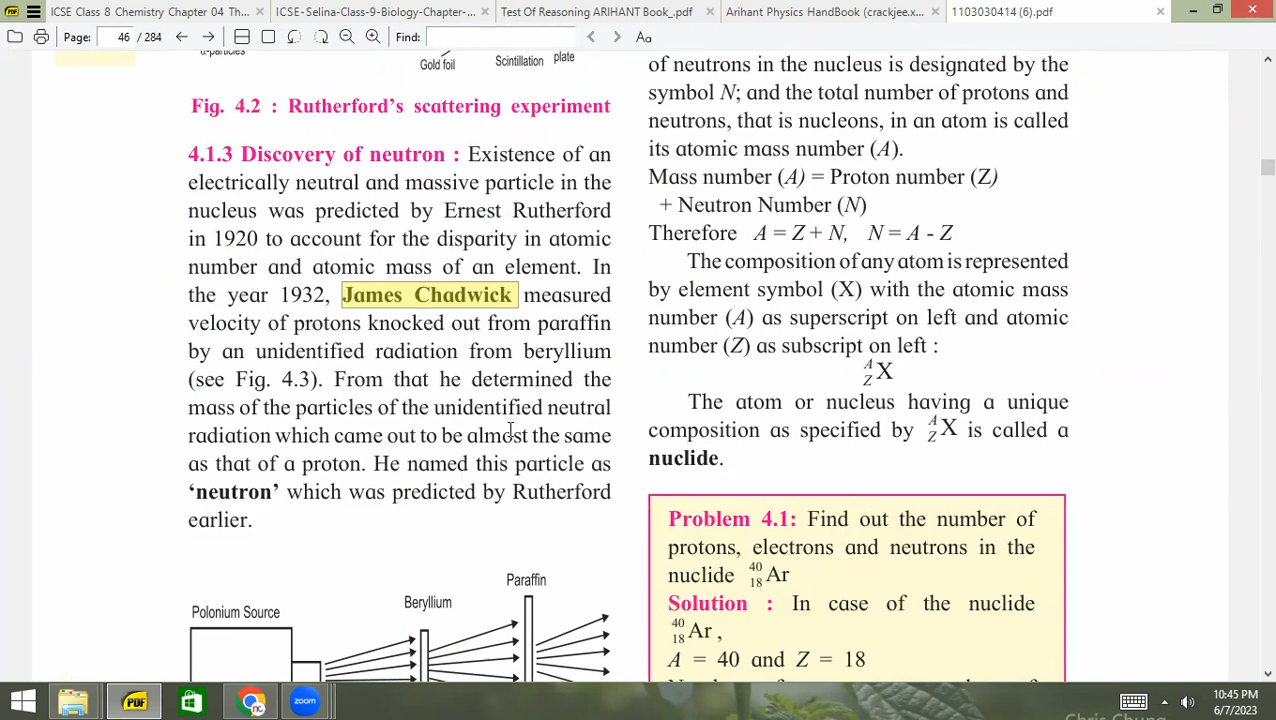 ICSE Class 8 Chemistry Chapter 04 Th...
ICSE-Selina-Class-9-Biology-Chapter-...
Test Of Reasoning ARIHANT Book_.pdf
Arihant Physics HandBook (crackjee.x...
1103030414 (6).pdf
Page: 46 / 284
Find:
Aa
α-particles
Gold foil
Scintillation plate
Fig. 4.2 : Rutherford's scattering experiment
4.1.3 Discovery of neutron : Existence of an
electrically neutral and massive particle in the
nucleus was predicted by Ernest Rutherford
in 1920 to account for the disparity in atomic
number and atomic mass of an element. In
the year 1932, James Chadwick measured
velocity of protons knocked out from paraffin
by an unidentified radiation from beryllium
(see Fig. 4.3). From that he determined the
mass of the particles of the unidentified neutral
radiation which came out to be almost the same
as that of a proton. He named this particle as
‘neutron’ which was predicted by Rutherford
earlier.
Paraffin
Beryllium
Polonium Source
of neutrons in the nucleus is designated by the
symbol N; and the total number of protons and
neutrons, that is nucleons, in an atom is called
its atomic mass number (A).
Mass number (A) = Proton number (Z)
+ Neutron Number (N)
Therefore A = Z + N, N = A - Z
The composition of any atom is represented
by element symbol (X) with the atomic mass
number (A) as superscript on left and atomic
number (Z) as subscript on left :
A
Z X
The atom or nucleus having a unique
composition as specified by A Z X is called a
nuclide.
Problem 4.1: Find out the number of
protons, electrons and neutrons in the
nuclide 40 18 Ar
Solution : In case of the nuclide
40 18 Ar ,
A = 40 and Z = 18
PDF
zoom
10:45 PM
6/7/2023